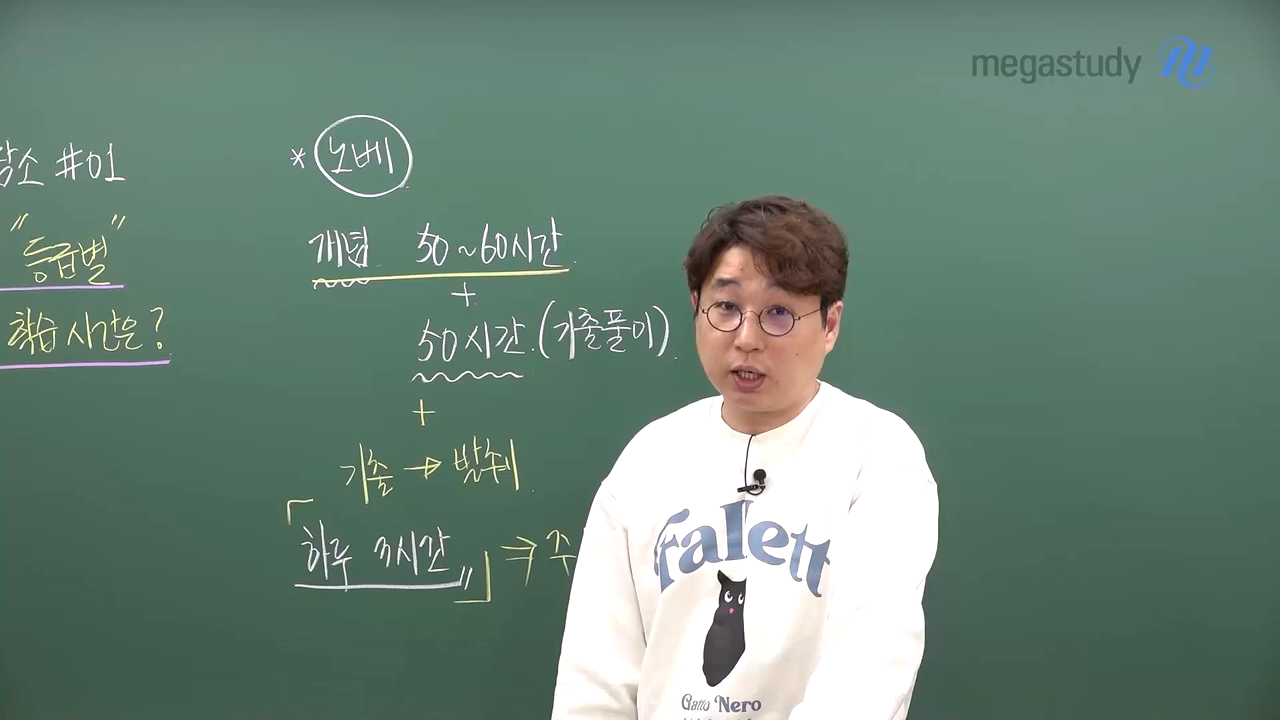 megastudy
담소 #01
"등급별"
학습 시간은?
* 노베
개념 50~60시간
+
50시간 (기출풀이)
+
기출 → 발췌
「하루 3시간」 ⇒ 주
Falett
Gatto Nero